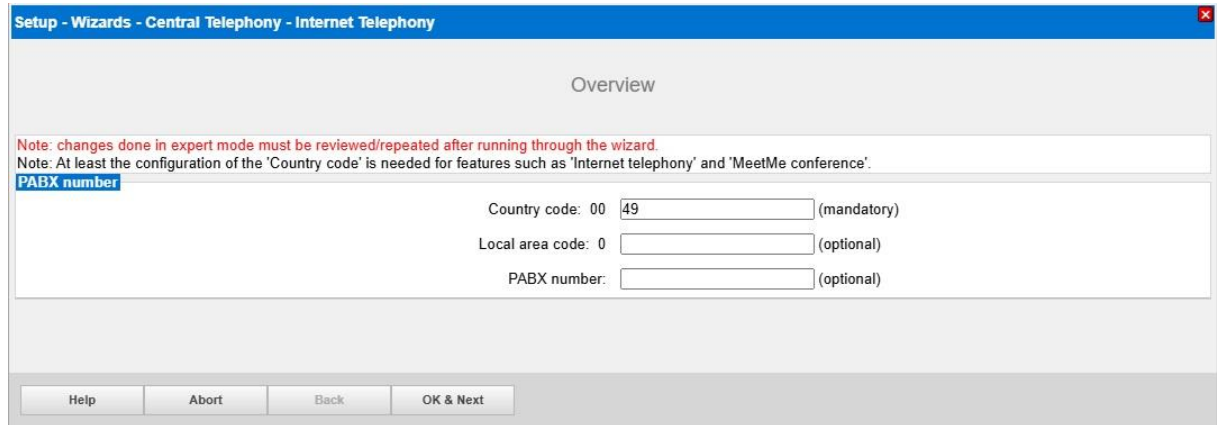 Setup - Wizards - Central Telephony - Internet Telephony
Overview
Note: changes done in expert mode must be reviewed/repeated after running through the wizard.
Note: At least the configuration of the 'Country code' is needed for features such as 'Internet telephony' and 'MeetMe conference'.
PABX number
Country code: 00 49 (mandatory)
Local area code: 0 (optional)
PABX number: (optional)
Help Abort Back OK & Next